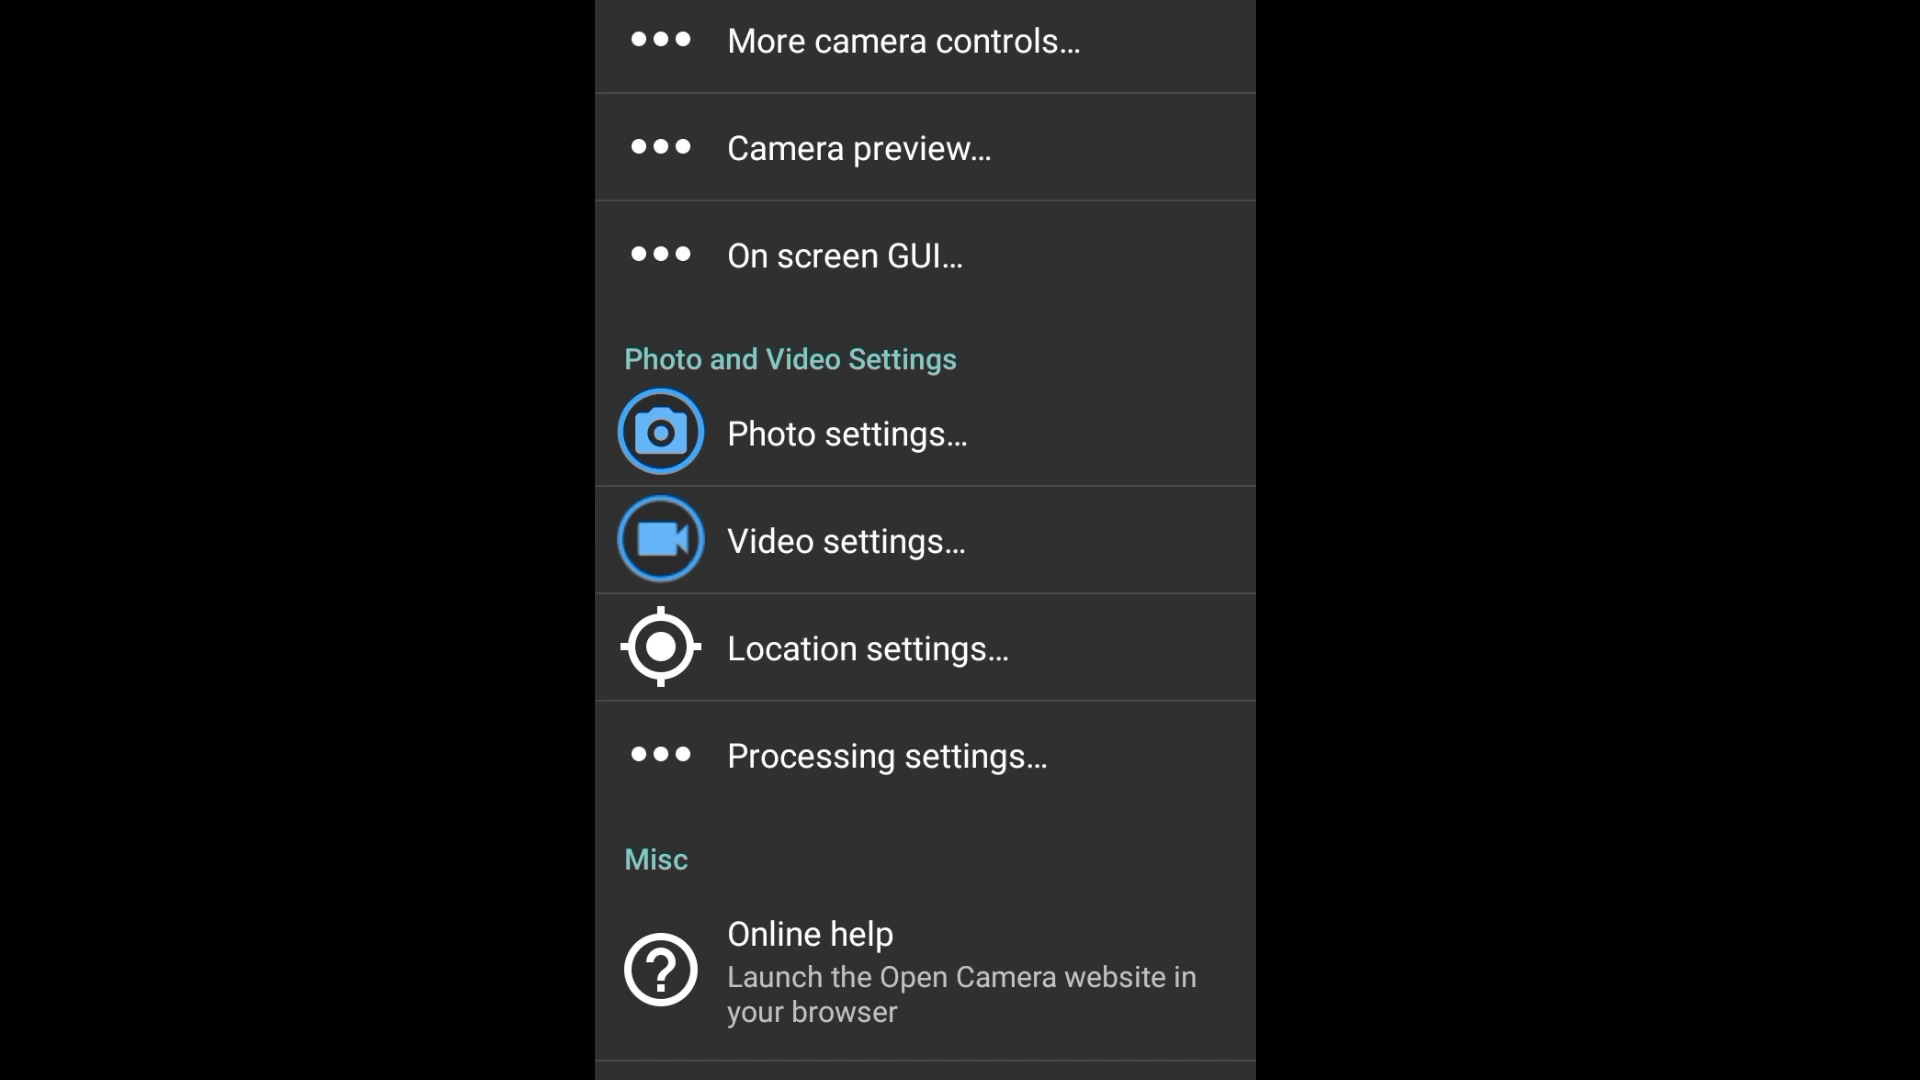 More camera controls…
Camera preview…
On screen GUI…
Photo and Video Settings
Photo settings…
Video settings…
Location settings…
Processing settings…
Misc
Online help
Launch the Open Camera website in
your browser